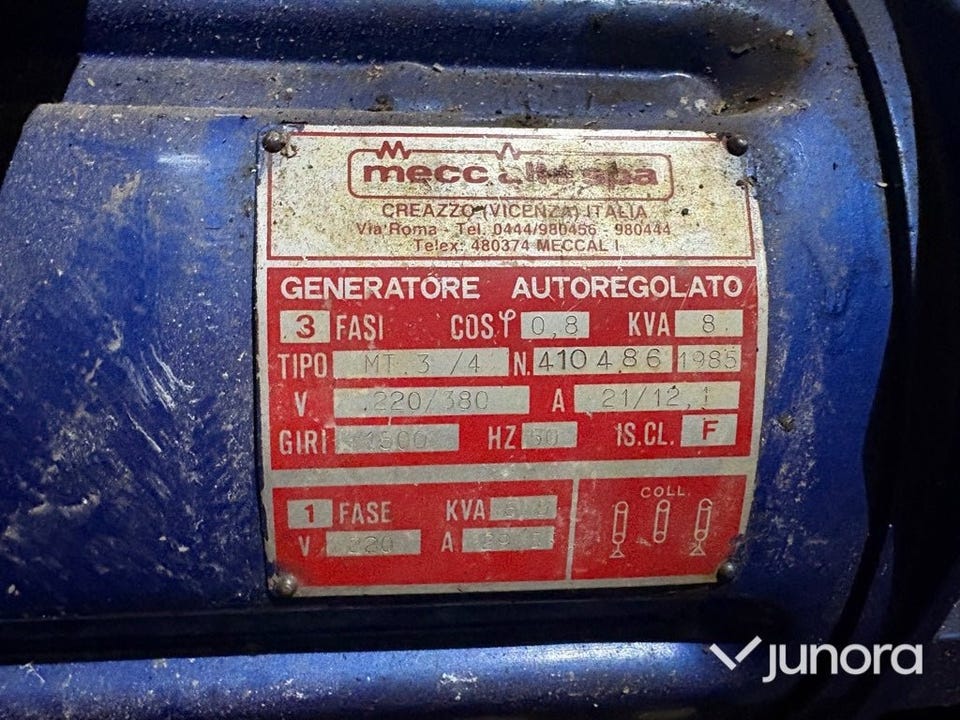 mecc alte spa
CREAZZO (VICENZA) ITALIA
Via Roma - Tel. 0444/980456 - 980444
Telex: 480374 MECCAL I
GENERATORE AUTOREGOLATO
3 FASI COS φ 0,8 KVA 8
TIPO MT.3 /4 N. 410486 1985
V 220/380 A 21/12,1
GIRI 1500 HZ 50 IS.CL. F
1 FASE KVA
V 220 A
COLL.
junora